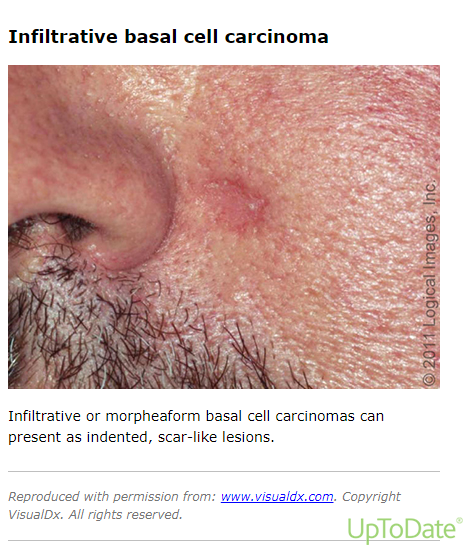 Infiltrative basal cell carcinoma
© 2011 Logical Images, Inc.
Infiltrative or morpheaform basal cell carcinomas can
present as indented, scar-like lesions.
Reproduced with permission from: www.visualdx.com. Copyright
VisualDx. All rights reserved.
UpToDate®